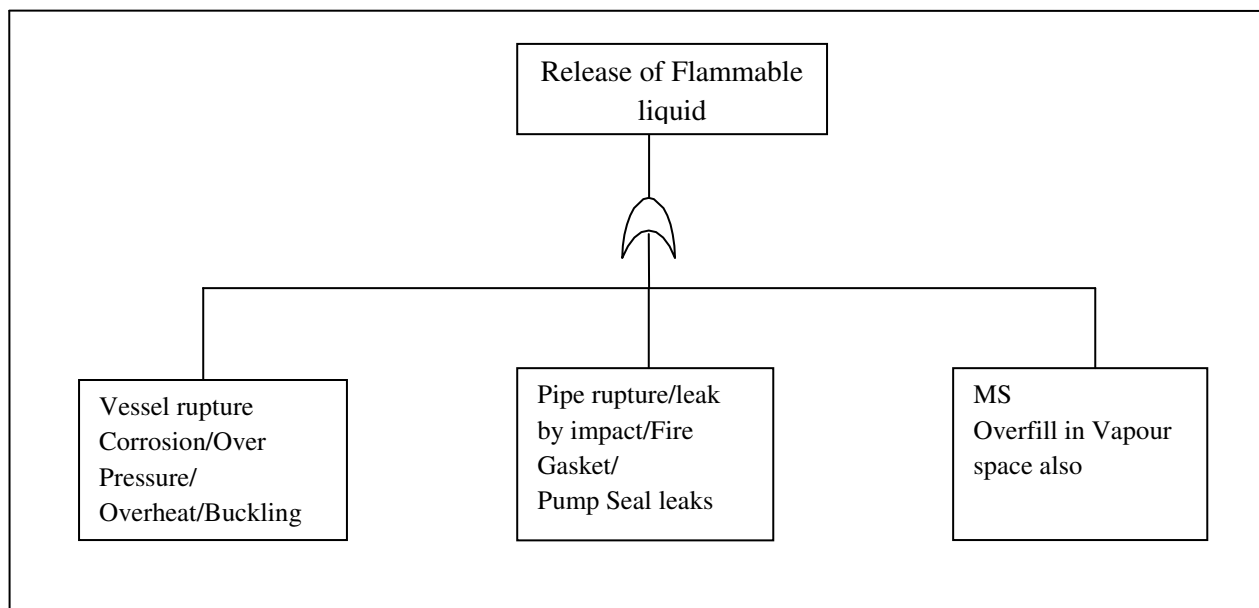 Release of Flammable
liquid
Vessel rupture
Corrosion/Over
Pressure/
Overheat/Buckling
Pipe rupture/leak
by impact/Fire
Gasket/
Pump Seal leaks
MS
Overfill in Vapour
space also